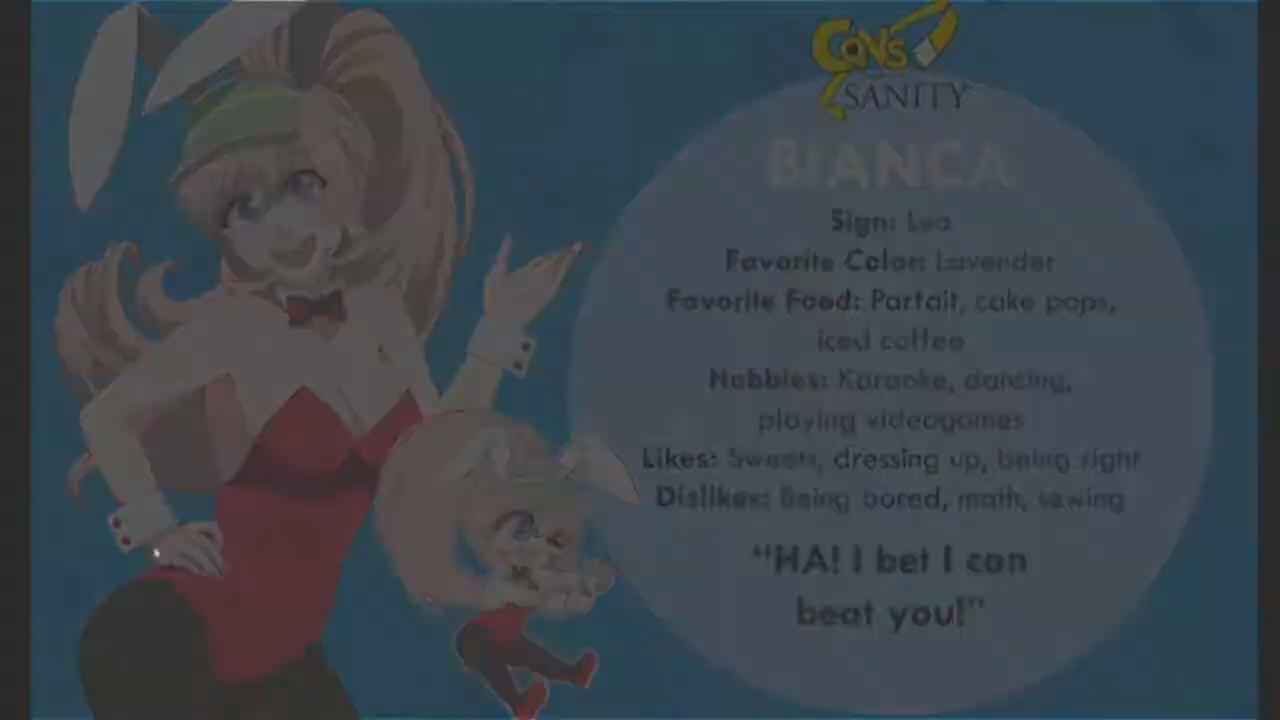 CONS?
SANITY
BIANCA
Sign: Leo
Favorite Color: Lavender
Favorite Food: Parfait, cake pops,
iced coffee
Hobbies: Karaoke, dancing,
playing videogames
Likes: Sweets, dressing up, being right
Dislikes: Being bored, math, sewing
"HA! I bet I can
beat you!"